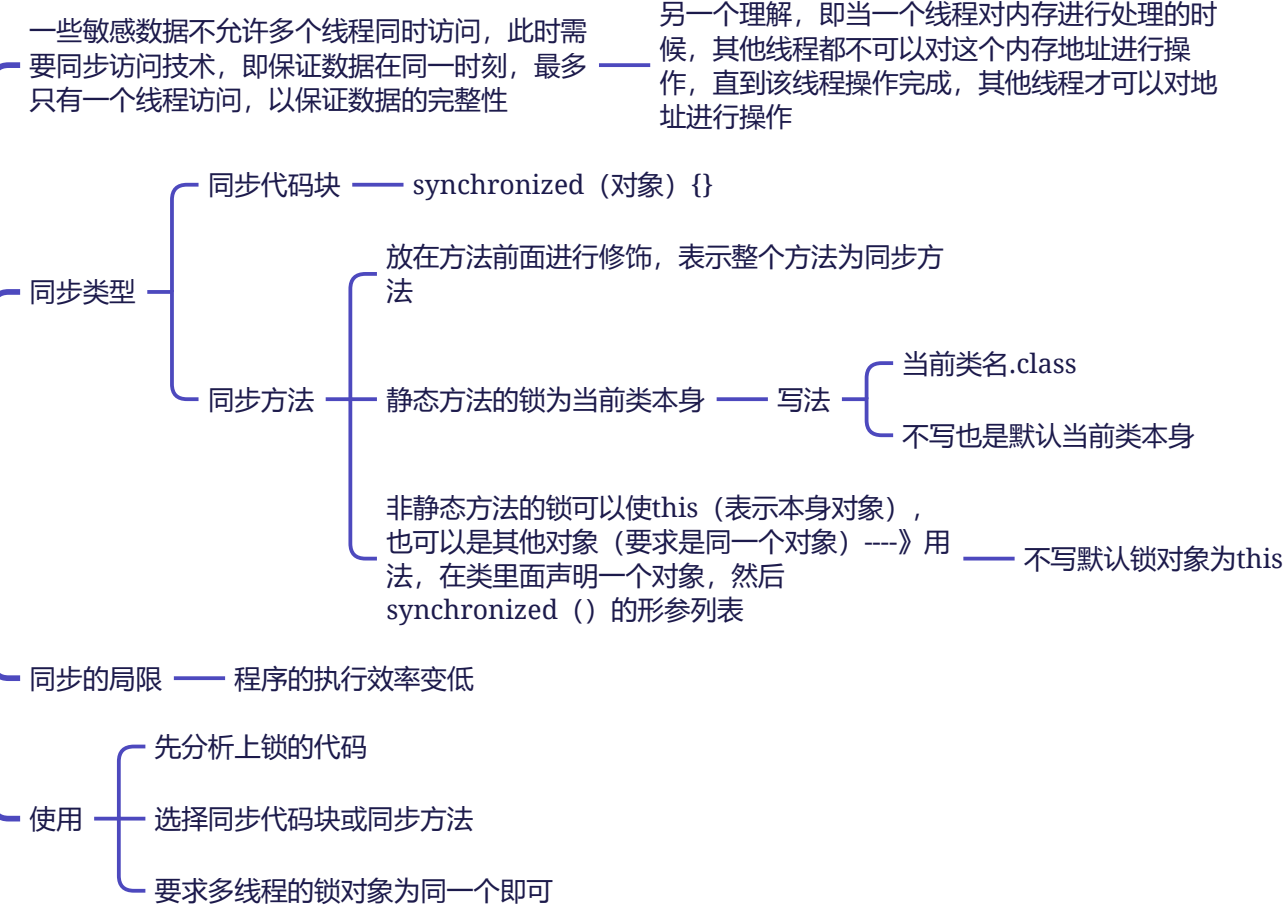 一些敏感数据不允许多个线程同时访问，此时需
要同步访问技术，即保证数据在同一时刻，最多
只有一个线程访问，以保证数据的完整性
另一个理解，即当一个线程对内存进行处理的时
候，其他线程都不可以对这个内存地址进行操
作，直到该线程操作完成，其他线程才可以对地
址进行操作
同步类型
同步代码块
synchronized（对象）{}
同步方法
放在方法前面进行修饰，表示整个方法为同步方
法
静态方法的锁为当前类本身
写法
当前类名.class
不写也是默认当前类本身
非静态方法的锁可以使this（表示本身对象），
也可以是其他对象（要求是同一个对象）----》用
法，在类里面声明一个对象，然后
synchronized（）的形参列表
不写默认锁对象为this
同步的局限
程序的执行效率变低
使用
先分析上锁的代码
选择同步代码块或同步方法
要求多线程的锁对象为同一个即可